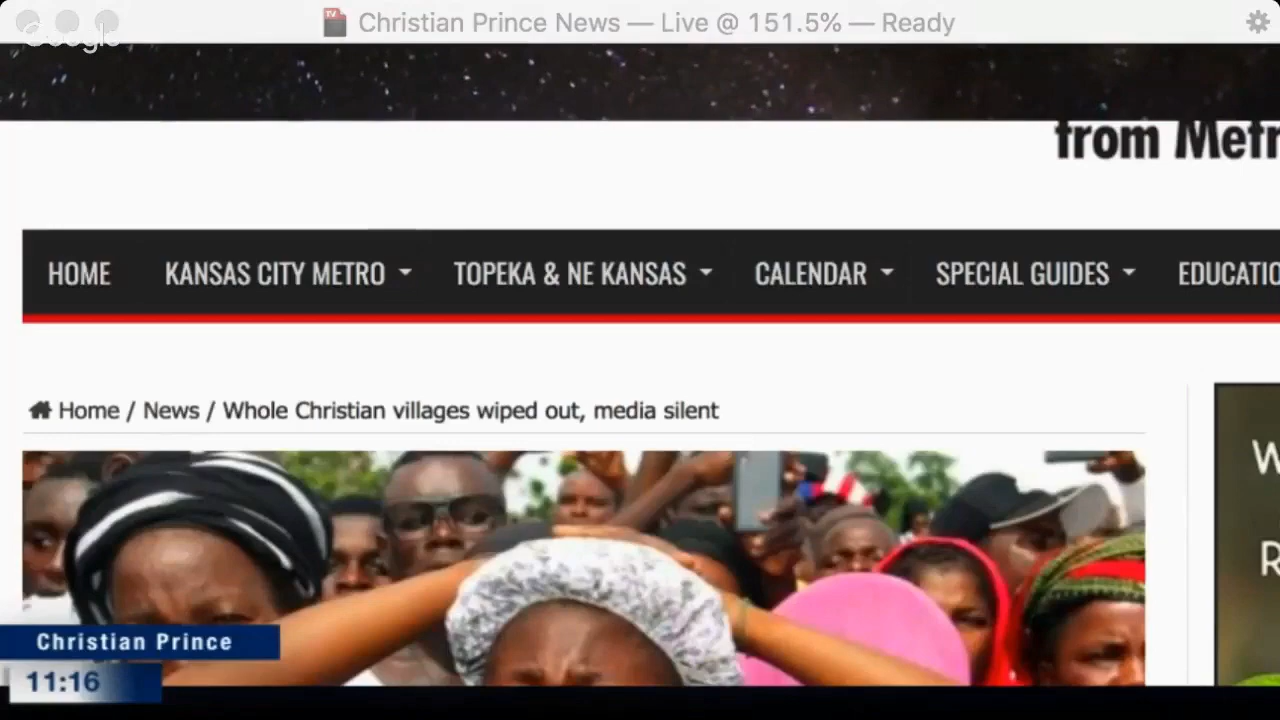 Christian Prince News — Live @ 151.5% — Ready
Google
from Metr
HOME KANSAS CITY METRO TOPEKA & NE KANSAS CALENDAR SPECIAL GUIDES EDUCATIO
Home / News / Whole Christian villages wiped out, media silent
W
R
Christian Prince
11:16